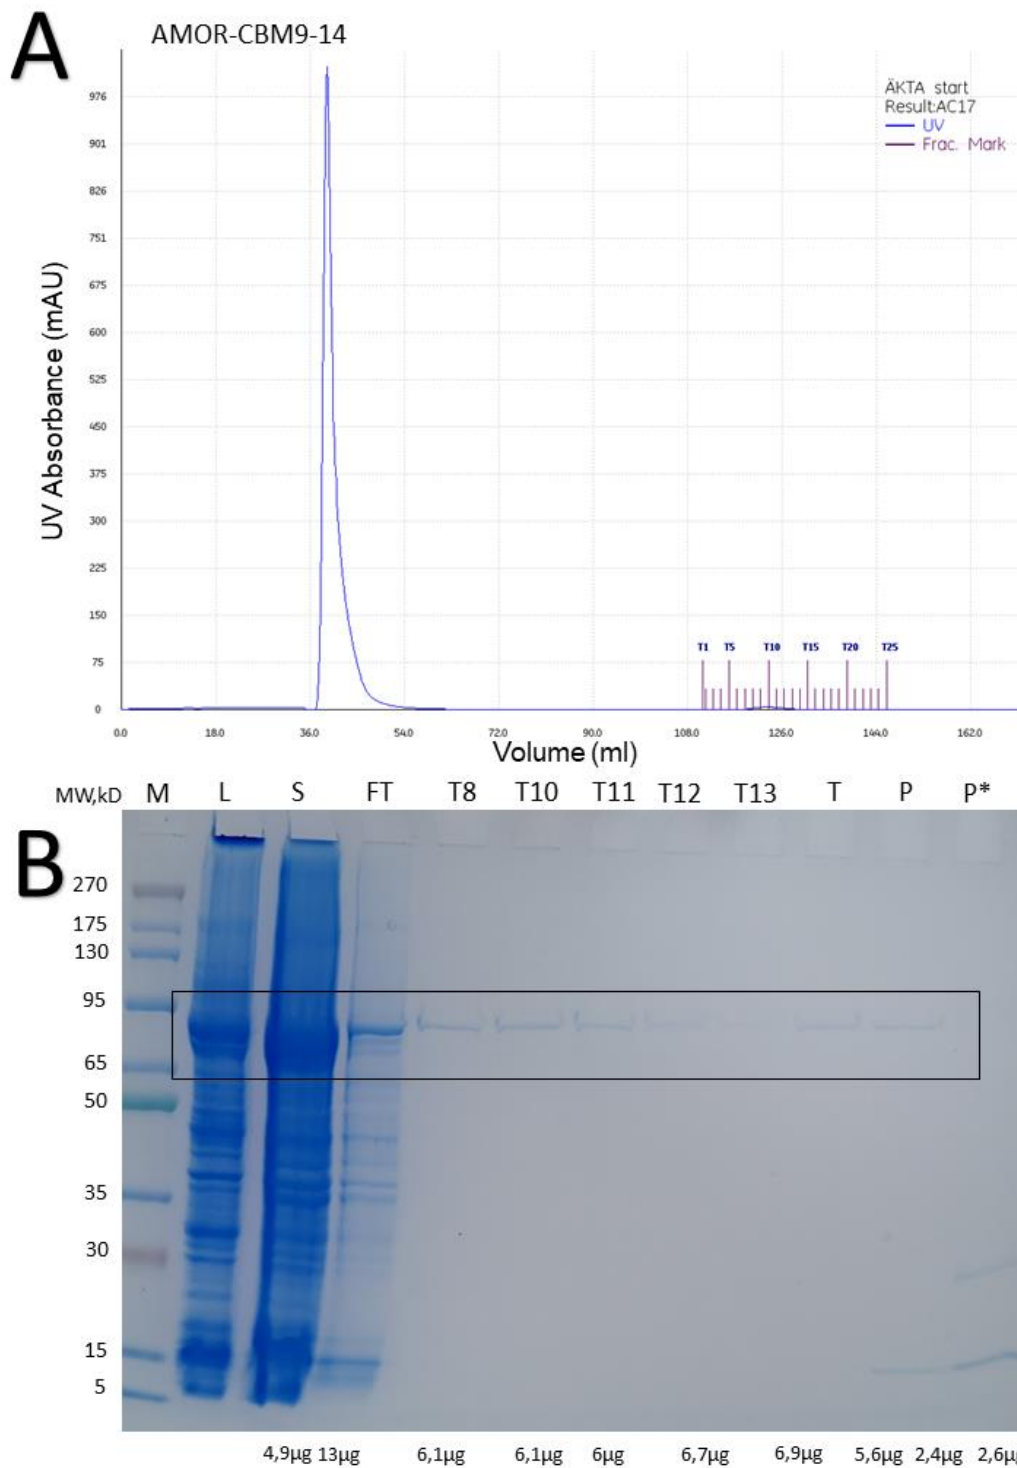 A
AMOR-CBM9-14
ÄKTA start
Result:AC17
UV
Frac. Mark
UV Absorbance (mAU)
976
901
826
751
675
600
525
450
375
300
225
150
75
0
T1 T5 T10 T15 T20 T25
0.0 18.0 36.0 54.0 72.0 90.0 108.0 126.0 144.0 162.0
Volume (ml)
MW,kD M L S FT T8 T10 T11 T12 T13 T P P*
B
270
175
130
95
65
50
35
30
15
5
4,9µg 13µg 6,1µg 6,1µg 6µg 6,7µg 6,9µg 5,6µg 2,4µg 2,6µ